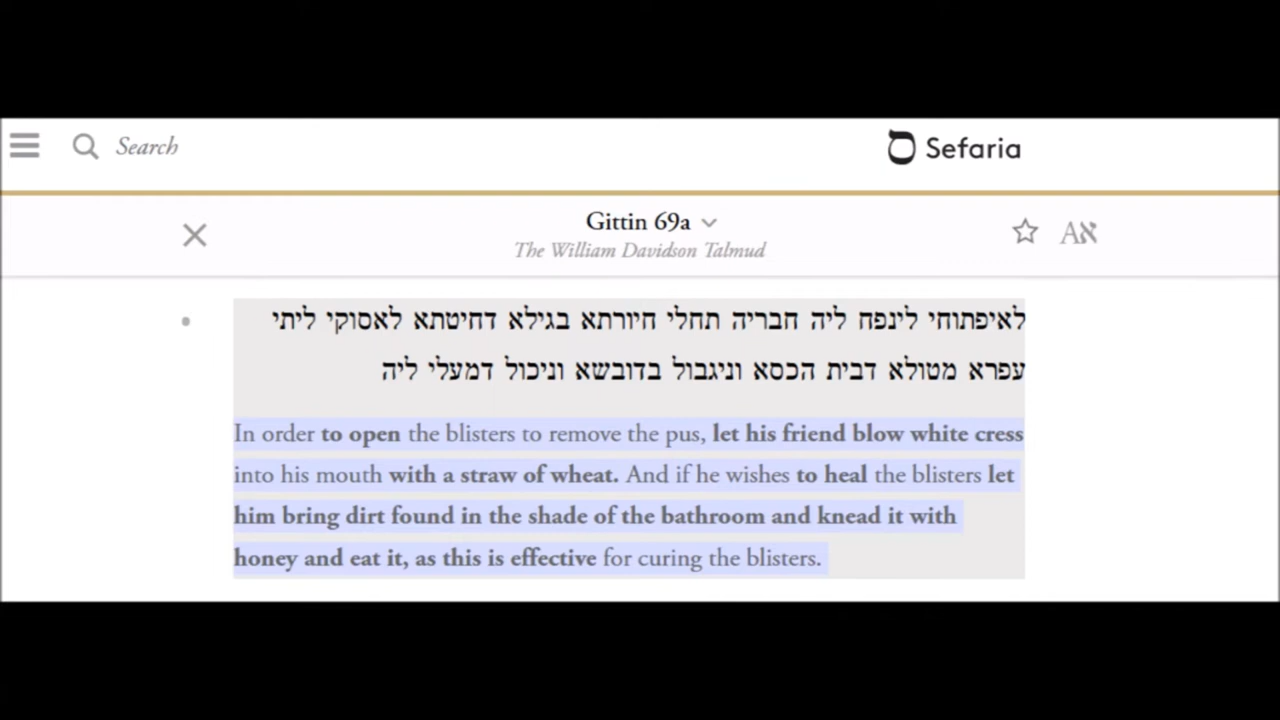 Search
Sefaria
Gittin 69a
The William Davidson Talmud
Aא
לאיפתוחי לינפח ליה חבריה תחלי חיורתא בגילא דחיטתא לאסוקי ליתי
עפרא מטולא דבית הכסא וניגבול בדובשא וניכול דמעלי ליה
In order to open the blisters to remove the pus, let his friend blow white cress
into his mouth with a straw of wheat. And if he wishes to heal the blisters let
him bring dirt found in the shade of the bathroom and knead it with
honey and eat it, as this is effective for curing the blisters.